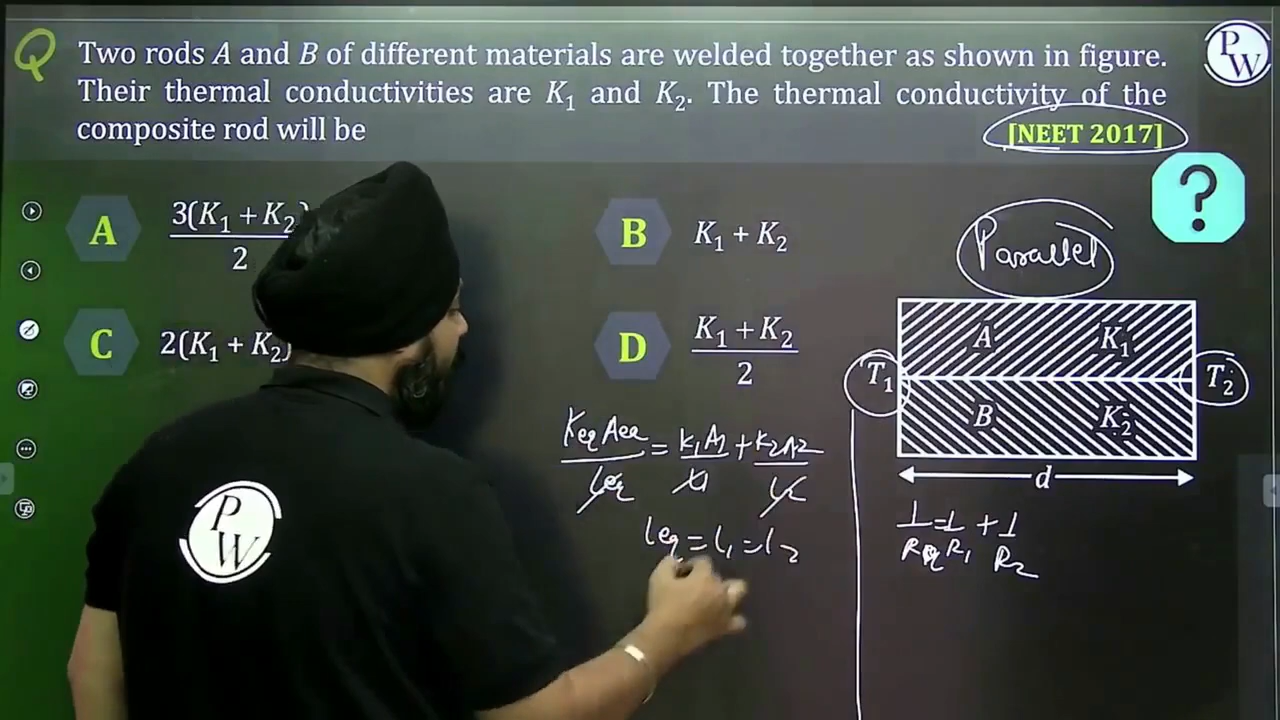 Q Two rods A and B of different materials are welded together as shown in figure.
Their thermal conductivities are K₁ and K₂. The thermal conductivity of the
composite rod will be
[NEET 2017]
P
W
A 3(K₁ + K₂)/2
B K₁ + K₂
C 2(K₁ + K₂)
D K₁ + K₂/2
?
Parallel
A K₁
T₁ T₂
B K₂
d
Keq Aeq/leq = K₁A₁/l₁ + K₂A₂/l₂
leq = l₁ = l₂
1/Req = 1/R₁ + 1/R₂
P
W